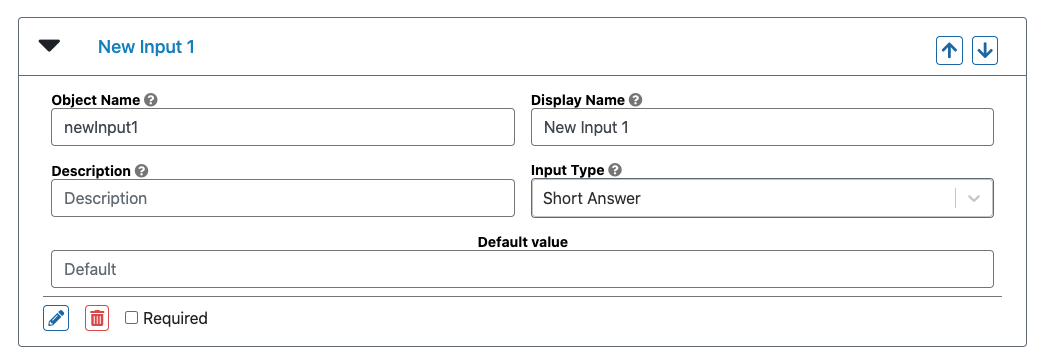 New Input 1
Object Name
Display Name
newInput1
New Input 1
Description
Input Type
Description
Short Answer
Default value
Default
Required